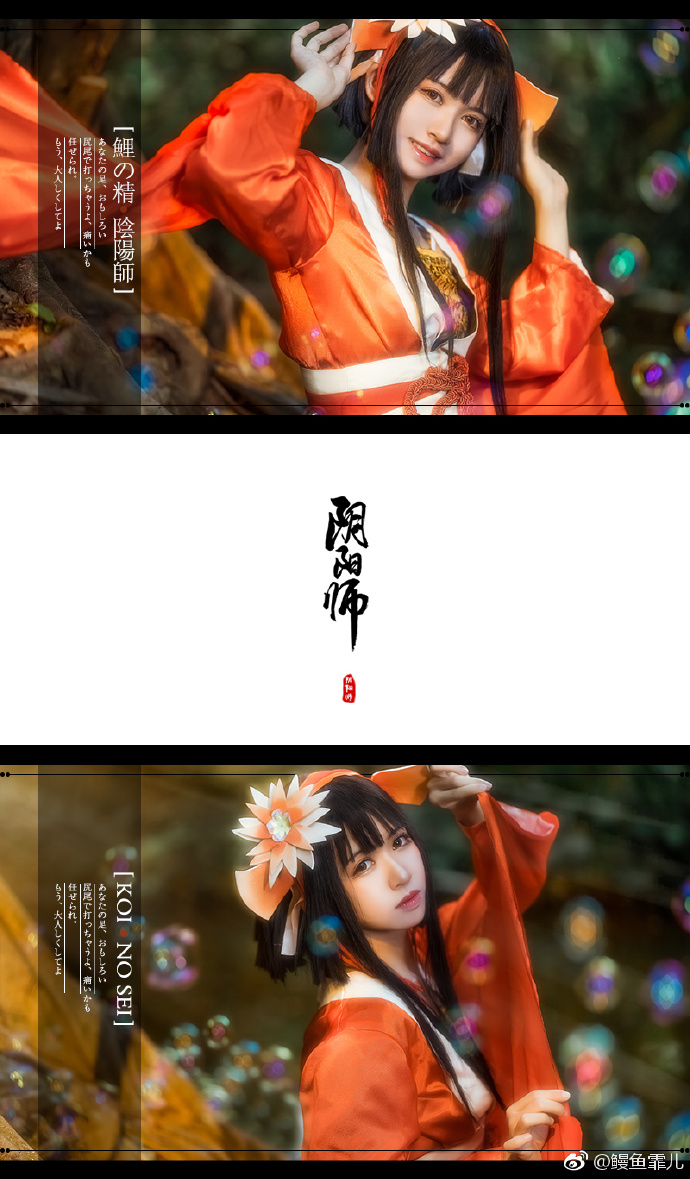 [鯉の精 陰陽師]
あなたの足、おもしろい
尻尾で打っちゃうよ、痛いかも
任せられ。
もう、大人しくしてよ
阴阳师
阴阳师
[KOI NO SEI]
あなたの足、おもしろい
尻尾で打っちゃうよ、痛いかも
任せられ。
もう、大人しくしてよ
@鳗鱼霏儿